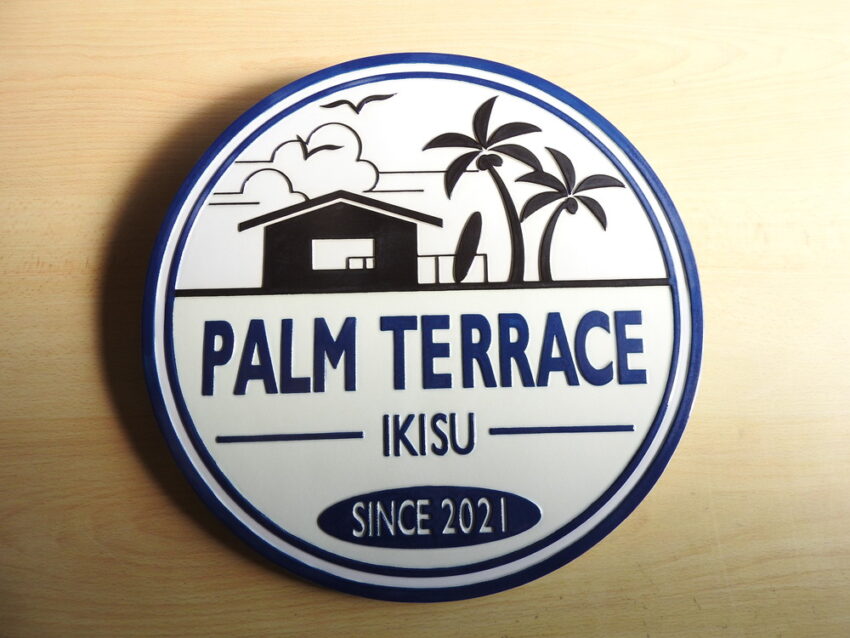 PALM TERRACE
IKISU
SINCE 2021